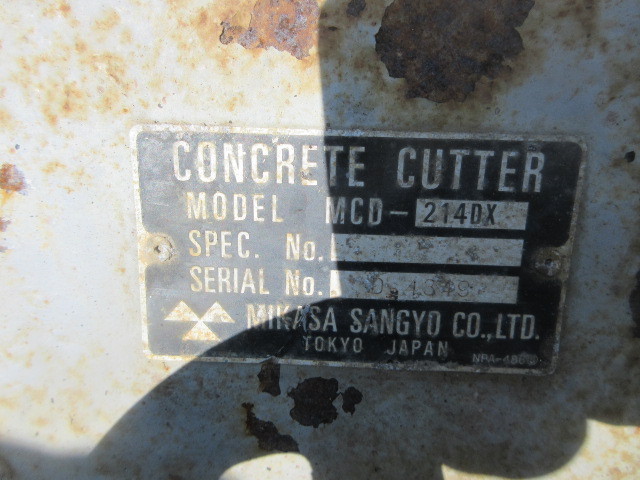 CONCRETE CUTTER
MODEL MCD-214DX
SPEC. No.
SERIAL No.
MIKASA SANGYO CO.,LTD.
TOKYO JAPAN